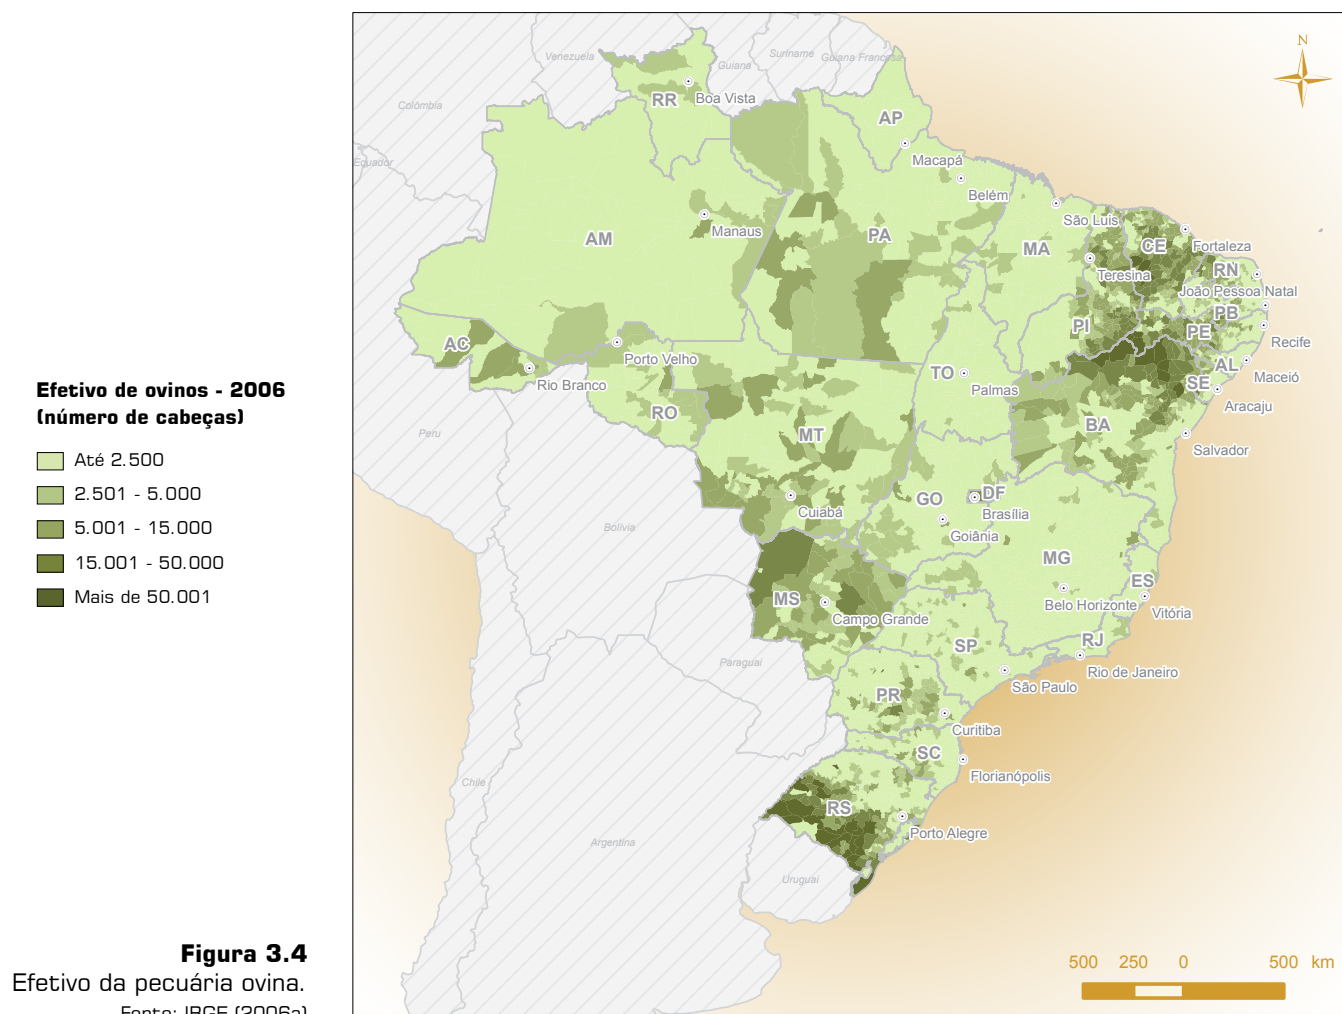 Efetivo de ovinos - 2006
(número de cabeças)
Até 2.500
2.501 - 5.000
5.001 - 15.000
15.001 - 50.000
Mais de 50.001
Figura 3.4
Efetivo da pecuária ovina.
Fonte: IBGE (2006a)
N
Venezuela
Suriname
Guiana Francesa
Guiana
Colômbia
Equador
Peru
Bolívia
Paraguai
Chile
Argentina
Uruguai
RR
Boa Vista
AP
Macapá
Belém
AM
Manaus
PA
MA
São Luis
CE
Fortaleza
Teresina
RN
João Pessoa
Natal
PI
PB
PE
Recife
AC
Porto Velho
Rio Branco
RO
TO
Palmas
AL
Maceió
SE
Aracaju
MT
BA
Salvador
Cuiabá
GO
DF
Brasília
Goiânia
MG
ES
Belo Horizonte
Vitória
MS
Campo Grande
SP
RJ
Rio de Janeiro
São Paulo
PR
Curitiba
SC
Florianópolis
RS
Porto Alegre
500 250 0 500 km